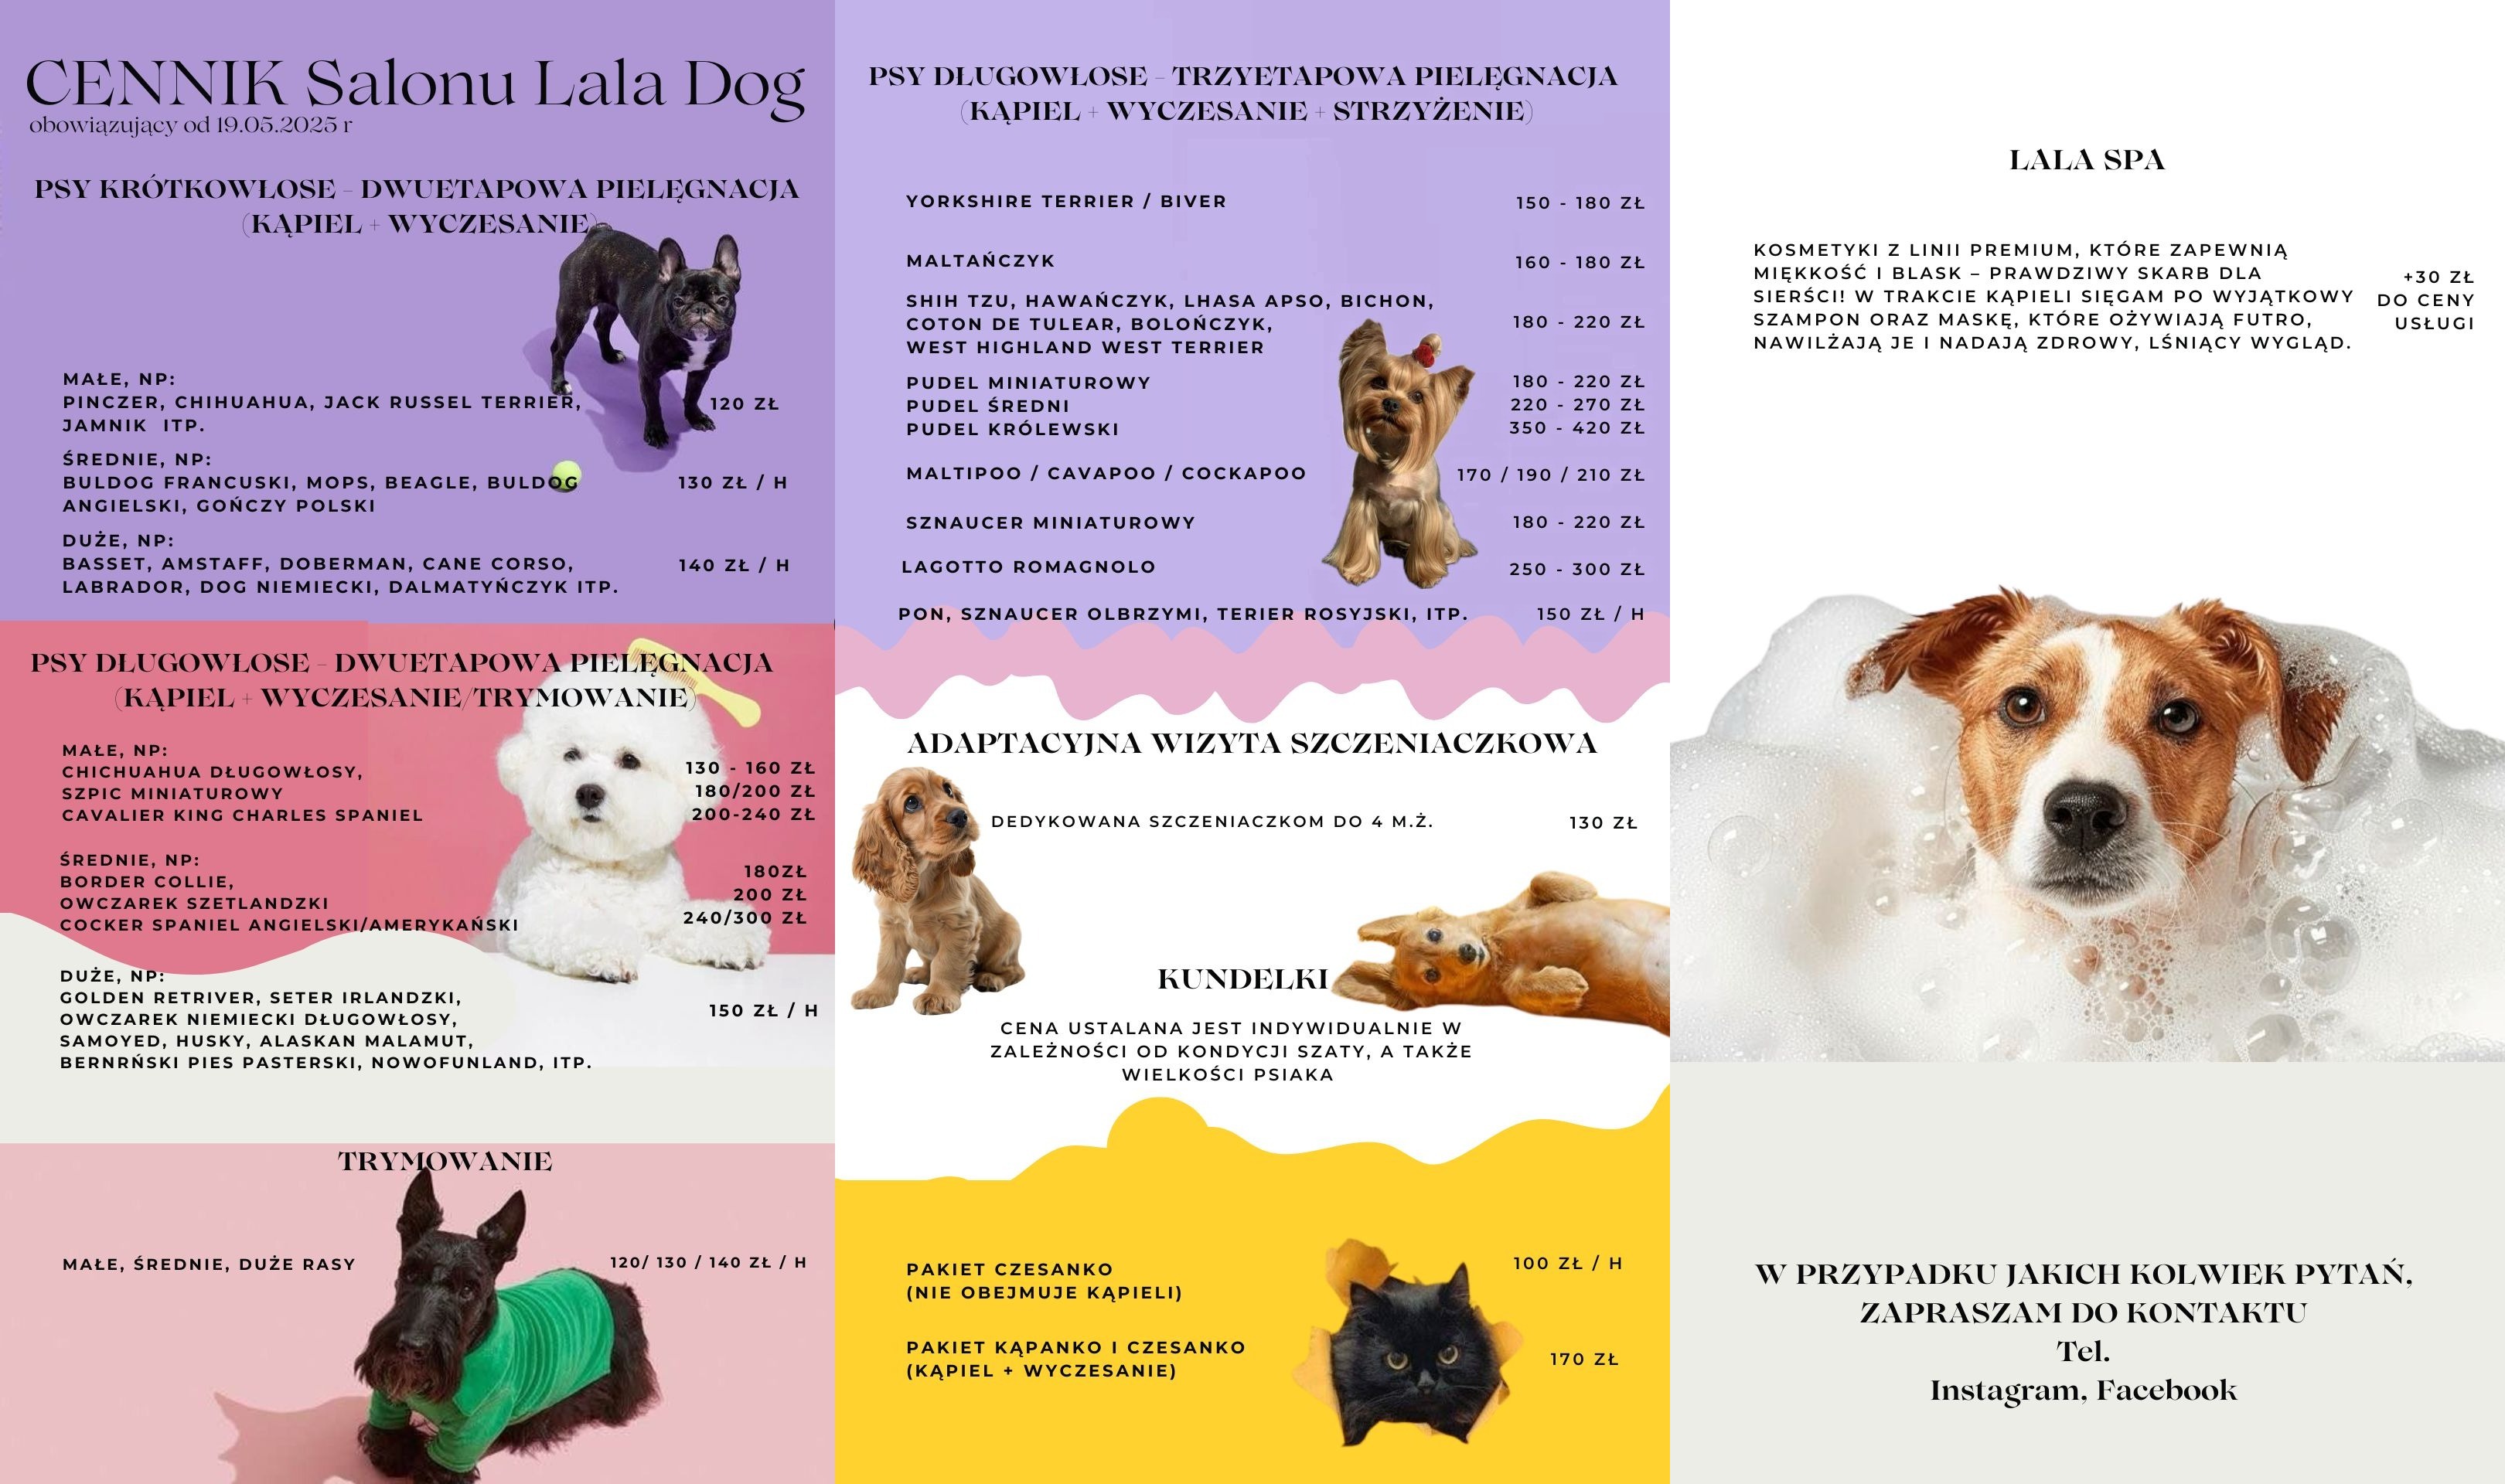 CENNIK Salonu Lala Dog
obowiązujący od 19.05.2025 r
PSY KRÓTKOWŁOSE - DWUETAPOWA PIELĘGNACJA
(KĄPIEL + WYCZESANIE)
MAŁE, NP:
PINCZER, CHIHUAHUA, JACK RUSSEL TERRIER,
JAMNIK ITP.
120 ZŁ
ŚREDNIE, NP:
BULDOG FRANCUSKI, MOPS, BEAGLE, BULDOG
ANGIELSKI, GOŃCZY POLSKI
130 ZŁ / H
DUŻE, NP:
BASSET, AMSTAFF, DOBERMAN, CANE CORSO,
LABRADOR, DOG NIEMIECKI, DALMATYŃCZYK ITP.
140 ZŁ / H
PSY DŁUGOWŁOSE - DWUETAPOWA PIELĘGNACJA
(KĄPIEL + WYCZESANIE/TRYMOWANIE)
MAŁE, NP:
CHICHUAHUA DŁUGOWŁOSY,
SZPIC MINIATUROWY
CAVALIER KING CHARLES SPANIEL
130 - 160 ZŁ
180/200 ZŁ
200-240 ZŁ
ŚREDNIE, NP:
BORDER COLLIE,
OWCZAREK SZETLANDZKI
COCKER SPANIEL ANGIELSKI/AMERYKAŃSKI
180ZŁ
200 ZŁ
240/300 ZŁ
DUŻE, NP:
GOLDEN RETRIVER, SETER IRLANDZKI,
OWCZAREK NIEMIECKI DŁUGOWŁOSY,
SAMOYED, HUSKY, ALASKAN MALAMUT,
BERNRŃSKI PIES PASTERSKI, NOWOFUNLAND, ITP.
150 ZŁ / H
TRYMOWANIE
MAŁE, ŚREDNIE, DUŻE RASY
120/ 130 / 140 ZŁ / H
PSY DŁUGOWŁOSE - TRZYETAPOWA PIELĘGNACJA
(KĄPIEL + WYCZESANIE + STRZYŻENIE)
YORKSHIRE TERRIER / BIVER
150 - 180 ZŁ
MALTAŃCZYK
160 - 180 ZŁ
SHIH TZU, HAWAŃCZYK, LHASA APSO, BICHON,
COTON DE TULEAR, BOLOŃCZYK,
WEST HIGHLAND WEST TERRIER
180 - 220 ZŁ
PUDEL MINIATUROWY
PUDEL ŚREDNI
PUDEL KRÓLEWSKI
180 - 220 ZŁ
220 - 270 ZŁ
350 - 420 ZŁ
MALTIPOO / CAVAPOO / COCKAPOO
170 / 190 / 210 ZŁ
SZNAUCER MINIATUROWY
180 - 220 ZŁ
LAGOTTO ROMAGNOLO
250 - 300 ZŁ
PON, SZNAUCER OLBRZYMI, TERIER ROSYJSKI, ITP.
150 ZŁ / H
ADAPTACYJNA WIZYTA SZCZENIACZKOWA
DEDYKOWANA SZCZENIACZKOM DO 4 M.Ż.
130 ZŁ
KUNDELKI
CENA USTALANA JEST INDYWIDUALNIE W
ZALEŻNOŚCI OD KONDYCJI SZATY, A TAKŻE
WIELKOŚCI PSIAKA
PAKIET CZESANKO
(NIE OBEJMUJE KĄPIELI)
100 ZŁ / H
PAKIET KĄPANKO I CZESANKO
(KĄPIEL + WYCZESANIE)
170 ZŁ
LALA SPA
KOSMETYKI Z LINII PREMIUM, KTÓRE ZAPEWNIĄ
MIĘKKOŚĆ I BLASK – PRAWDZIWY SKARB DLA
SIERŚCI! W TRAKCIE KĄPIELI SIĘGAM PO WYJĄTKOWY
SZAMPON ORAZ MASKĘ, KTÓRE OŻYWIAJĄ FUTRO,
NAWILŻAJĄ JE I NADAJĄ ZDROWY, LŚNIĄCY WYGLĄD.
+30 ZŁ
DO CENY
USŁUGI
W PRZYPADKU JAKICH KOLWIEK PYTAŃ,
ZAPRASZAM DO KONTAKTU
Tel.
Instagram, Facebook